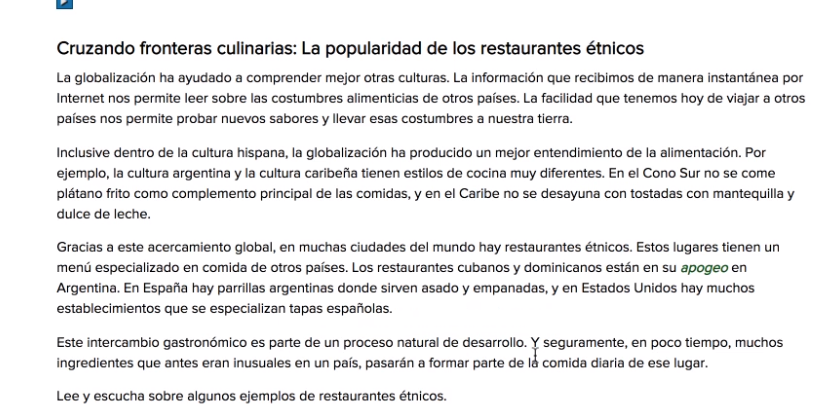 Cruzando fronteras culinarias: La popularidad de los restaurantes étnicos
La globalización ha ayudado a comprender mejor otras culturas. La información que recibimos de manera instantánea por
Internet nos permite leer sobre las costumbres alimenticias de otros países. La facilidad que tenemos hoy de viajar a otros
países nos permite probar nuevos sabores y llevar esas costumbres a nuestra tierra.
Inclusive dentro de la cultura hispana, la globalización ha producido un mejor entendimiento de la alimentación. Por
ejemplo, la cultura argentina y la cultura caribeña tienen estilos de cocina muy diferentes. En el Cono Sur no se come
plátano frito como complemento principal de las comidas, y en el Caribe no se desayuna con tostadas con mantequilla y
dulce de leche.
Gracias a este acercamiento global, en muchas ciudades del mundo hay restaurantes étnicos. Estos lugares tienen un
menú especializado en comida de otros países. Los restaurantes cubanos y dominicanos están en su apogeo en
Argentina. En España hay parrillas argentinas donde sirven asado y empanadas, y en Estados Unidos hay muchos
establecimientos que se especializan tapas españolas.
Este intercambio gastronómico es parte de un proceso natural de desarrollo. Y seguramente, en poco tiempo, muchos
ingredientes que antes eran inusuales en un país, pasarán a formar parte de la comida diaria de ese lugar.
Lee y escucha sobre algunos ejemplos de restaurantes étnicos.